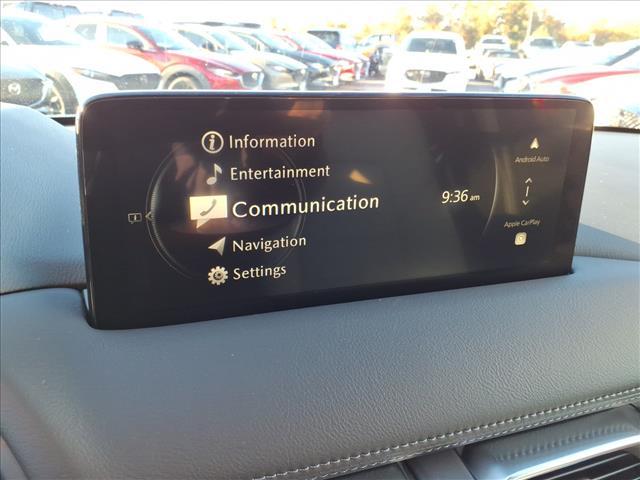 Information
Entertainment
Communication
Navigation
Settings
9:36 am
Android Auto
Apple CarPlay